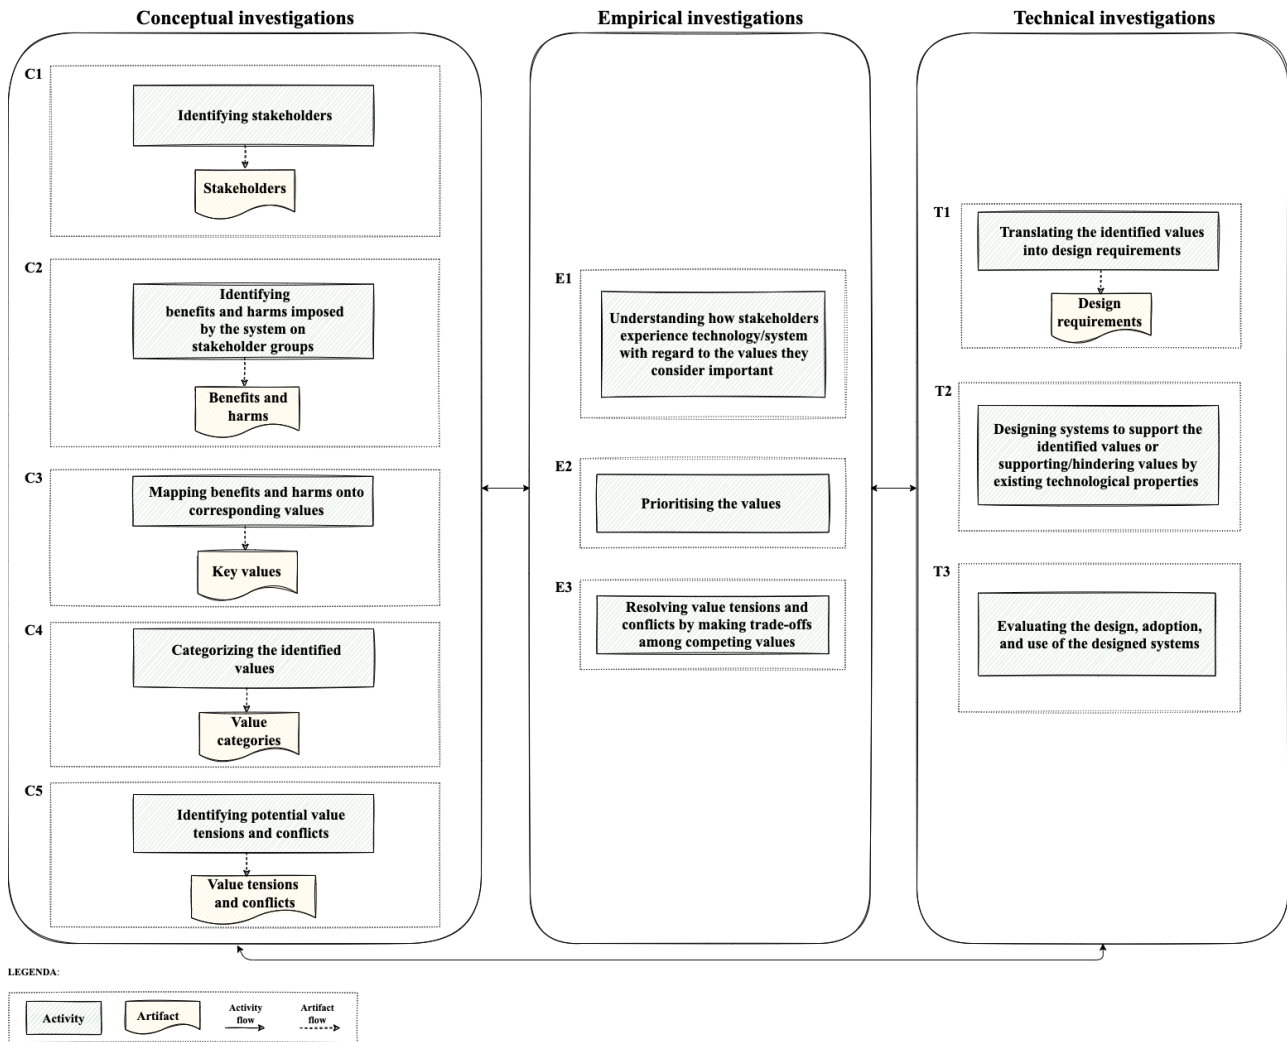 Conceptual investigations
C1
Identifying stakeholders
Stakeholders
C2
Identifying
benefits and harms imposed
by the system on
stakeholder groups
Benefits and
harms
C3
Mapping benefits and harms onto
corresponding values
Key values
C4
Categorizing the identified
values
Value
categories
C5
Identifying potential value
tensions and conflicts
Value tensions
and conflicts
Empirical investigations
E1
Understanding how stakeholders
experience technology/system
with regard to the values they
consider important
E2
Prioritising the values
E3
Resolving value tensions and
conflicts by making trade-offs
among competing values
Technical investigations
T1
Translating the identified values
into design requirements
Design
requirements
T2
Designing systems to support the
identified values or
supporting/hindering values by
existing technological properties
T3
Evaluating the design, adoption,
and use of the designed systems
LEGENDA:
Activity
Artifact
Activity
flow
Artifact
flow